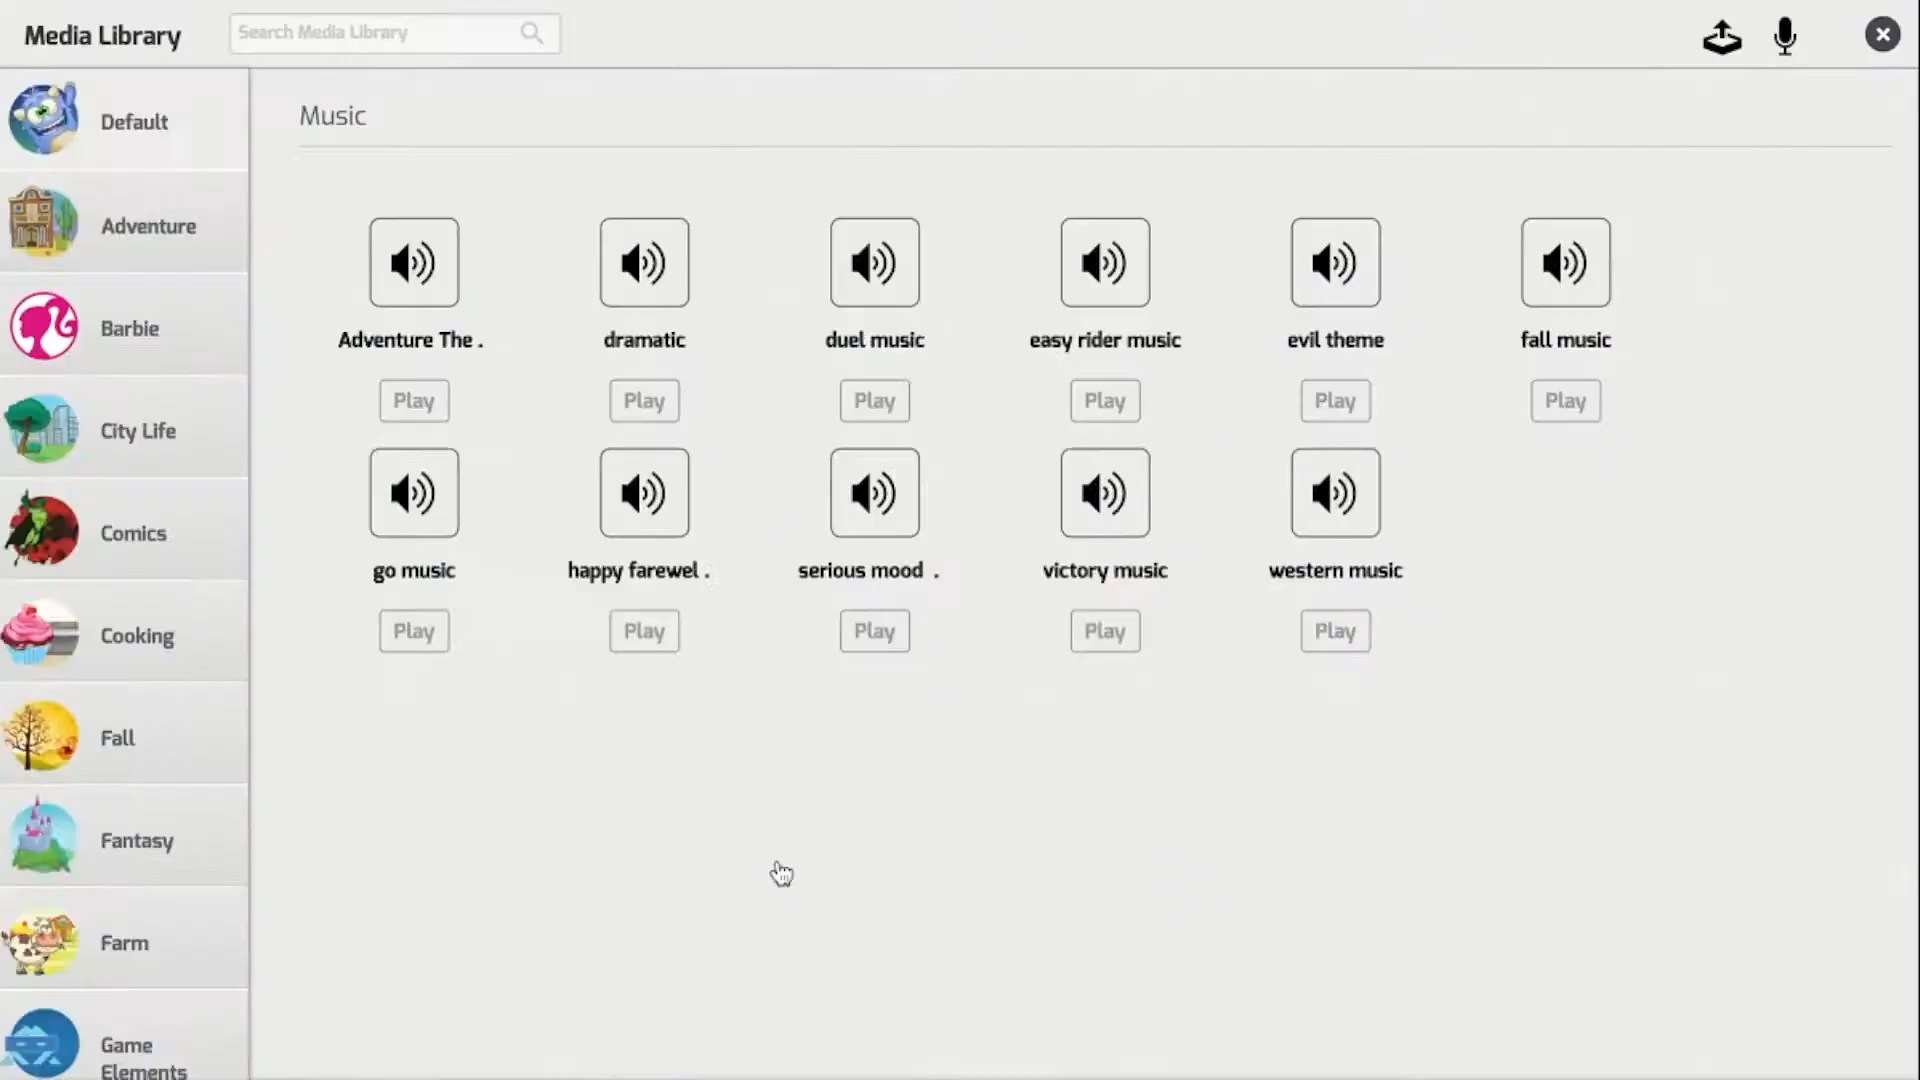 Media Library
Search Media Library
Default
Adventure
Barbie
City Life
Comics
Cooking
Fall
Fantasy
Farm
Game
Elements
Music
Adventure The .
dramatic
duel music
easy rider music
evil theme
fall music
Play
Play
Play
Play
Play
Play
go music
happy farewel .
serious mood .
victory music
western music
Play
Play
Play
Play
Play